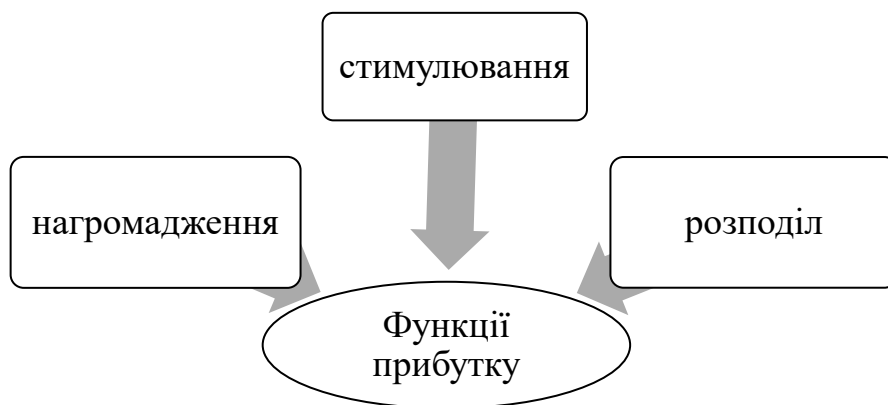 стимулювання
нагромадження
розподіл
Функції
прибутку